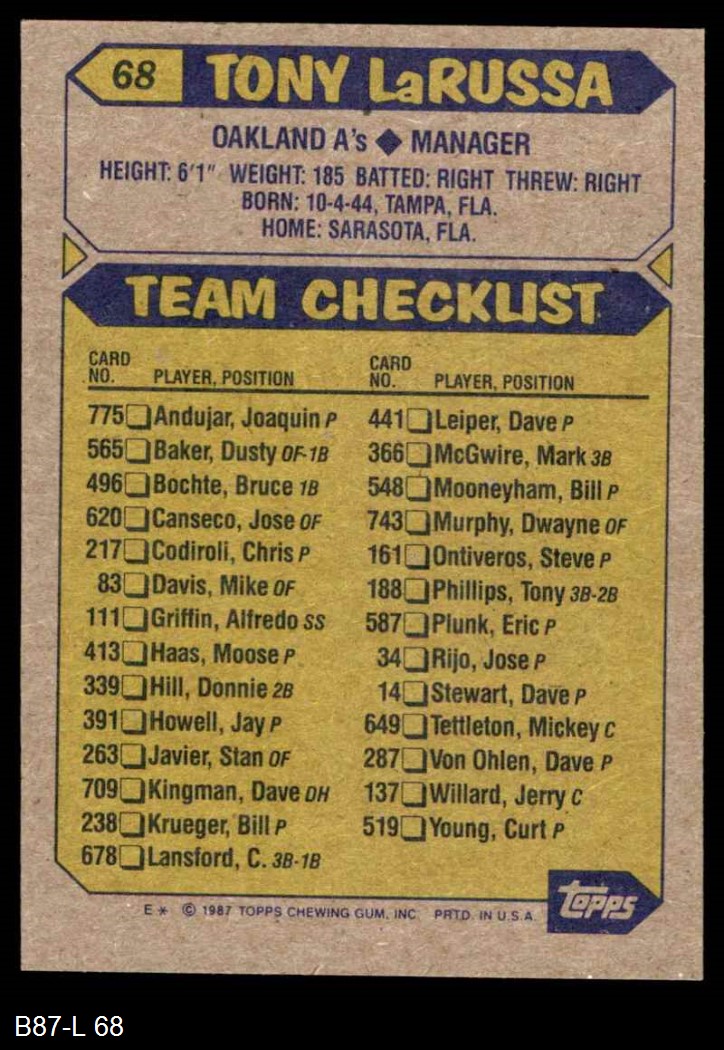 68 TONY LaRUSSA
OAKLAND A's ◆ MANAGER
HEIGHT: 6'1" WEIGHT: 185 BATTED: RIGHT THREW: RIGHT
BORN: 10-4-44, TAMPA, FLA.
HOME: SARASOTA, FLA.
TEAM CHECKLIST
CARD
NO. PLAYER, POSITION
775 Andujar, Joaquin P
565 Baker, Dusty OF-1B
496 Bochte, Bruce 1B
620 Canseco, Jose OF
217 Codiroli, Chris P
83 Davis, Mike OF
111 Griffin, Alfredo SS
413 Haas, Moose P
339 Hill, Donnie 2B
391 Howell, Jay P
263 Javier, Stan OF
709 Kingman, Dave DH
238 Krueger, Bill P
678 Lansford, C. 3B-1B
CARD
NO. PLAYER, POSITION
441 Leiper, Dave P
366 McGwire, Mark 3B
548 Mooneyham, Bill P
743 Murphy, Dwayne OF
161 Ontiveros, Steve P
188 Phillips, Tony 3B-2B
587 Plunk, Eric P
34 Rijo, Jose P
14 Stewart, Dave P
649 Tettleton, Mickey C
287 Von Ohlen, Dave P
137 Willard, Jerry C
519 Young, Curt P
E* © 1987 TOPPS CHEWING GUM, INC. PRTD. IN U.S.A.
topps
B87-L 68